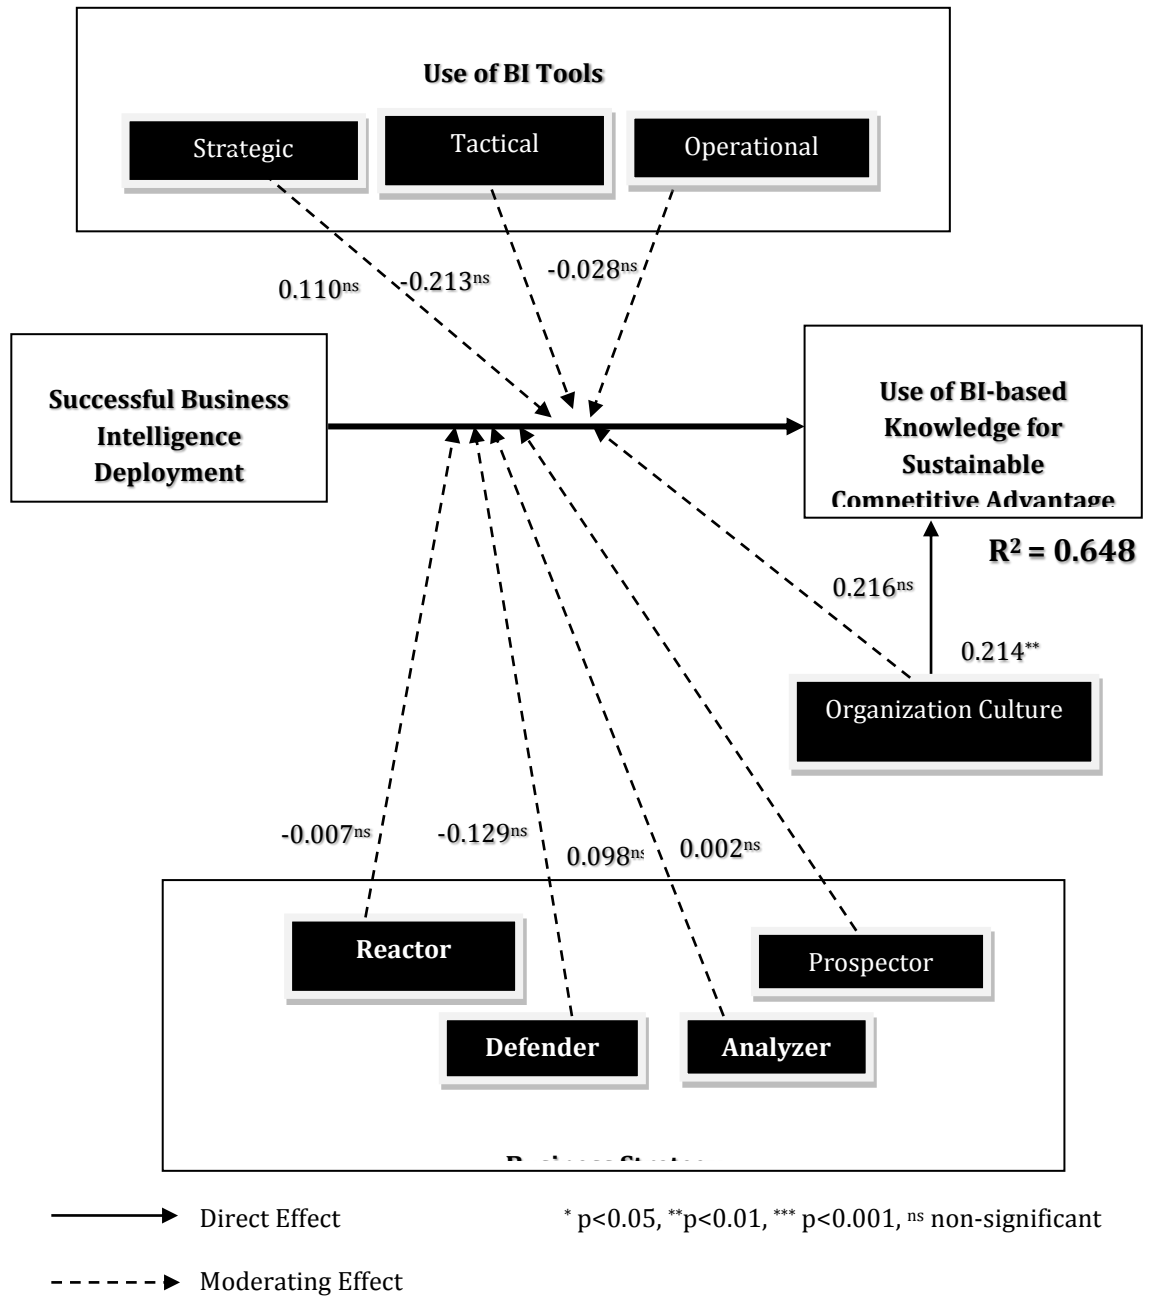 Use of BI Tools
Strategic
Tactical
Operational
0.110ⁿˢ
-0.213ⁿˢ
-0.028ⁿˢ
Successful Business
Intelligence
Deployment
Use of BI-based
Knowledge for
Sustainable
Competitive Advantage
R² = 0.648
0.216ⁿˢ
0.214**
Organization Culture
-0.007ⁿˢ
-0.129ⁿˢ
0.098ⁿˢ
0.002ⁿˢ
Reactor
Prospector
Defender
Analyzer
Direct Effect
* p<0.05, **p<0.01, *** p<0.001, ⁿˢ non-significant
Moderating Effect